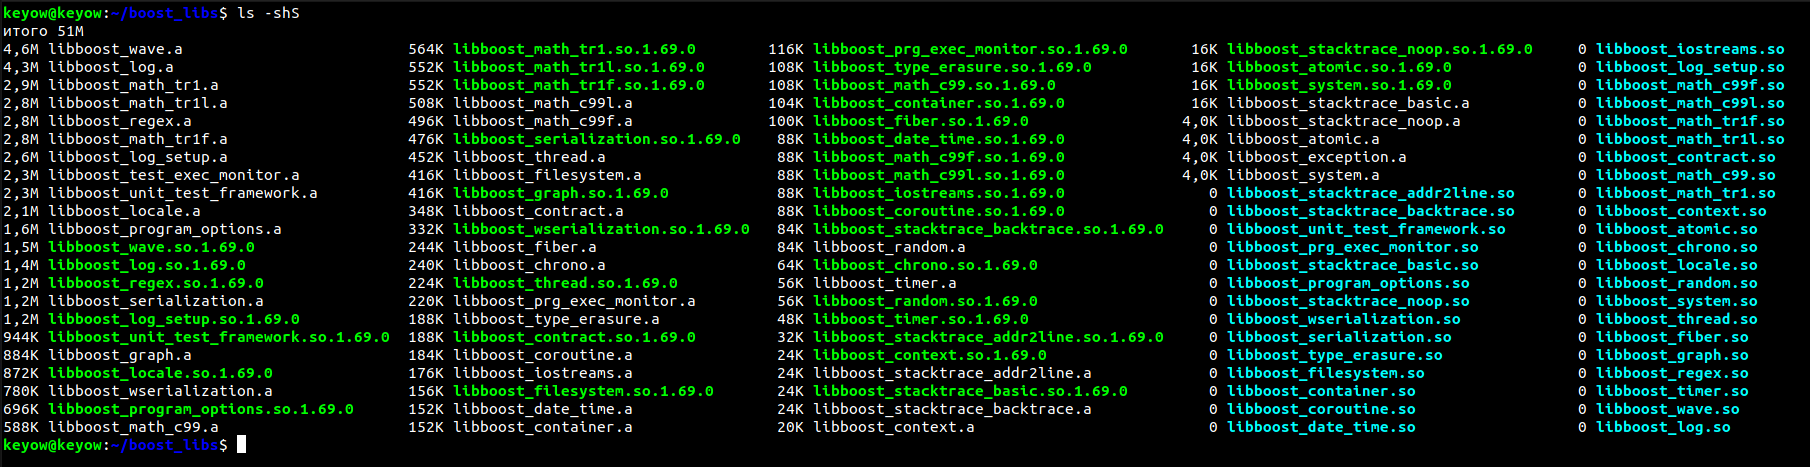 keyow@keyow:~/boost_libs$ ls -shS
итого 51M
4,6M libboost_wave.a 564K libboost_math_tr1.so.1.69.0 116K libboost_prg_exec_monitor.so.1.69.0 16K libboost_stacktrace_noop.so.1.69.0 0 libboost_iostreams.so
4,3M libboost_log.a 552K libboost_math_tr1l.so.1.69.0 108K libboost_type_erasure.so.1.69.0 16K libboost_atomic.so.1.69.0 0 libboost_log_setup.so
2,9M libboost_math_tr1.a 552K libboost_math_tr1f.so.1.69.0 108K libboost_math_c99.so.1.69.0 16K libboost_system.so.1.69.0 0 libboost_math_c99f.so
2,8M libboost_math_tr1l.a 508K libboost_math_c99l.a 104K libboost_container.so.1.69.0 16K libboost_stacktrace_basic.a 0 libboost_math_c99l.so
2,8M libboost_regex.a 496K libboost_math_c99f.a 100K libboost_fiber.so.1.69.0 4,0K libboost_stacktrace_noop.a 0 libboost_math_tr1f.so
2,8M libboost_math_tr1f.a 476K libboost_serialization.so.1.69.0 88K libboost_date_time.so.1.69.0 4,0K libboost_atomic.a 0 libboost_math_tr1l.so
2,6M libboost_log_setup.a 452K libboost_thread.a 88K libboost_math_c99f.so.1.69.0 4,0K libboost_exception.a 0 libboost_contract.so
2,3M libboost_test_exec_monitor.a 416K libboost_filesystem.a 88K libboost_math_c99l.so.1.69.0 4,0K libboost_system.a 0 libboost_math_c99.so
2,3M libboost_unit_test_framework.a 416K libboost_graph.so.1.69.0 88K libboost_iostreams.so.1.69.0 0 libboost_stacktrace_addr2line.so 0 libboost_math_tr1.so
2,1M libboost_locale.a 348K libboost_contract.a 88K libboost_coroutine.so.1.69.0 0 libboost_stacktrace_backtrace.so 0 libboost_context.so
1,6M libboost_program_options.a 332K libboost_wserialization.so.1.69.0 84K libboost_stacktrace_backtrace.so.1.69.0 0 libboost_unit_test_framework.so 0 libboost_atomic.so
1,5M libboost_wave.so.1.69.0 244K libboost_fiber.a 84K libboost_random.a 0 libboost_prg_exec_monitor.so 0 libboost_chrono.so
1,4M libboost_log.so.1.69.0 240K libboost_chrono.a 64K libboost_chrono.so.1.69.0 0 libboost_stacktrace_basic.so 0 libboost_locale.so
1,2M libboost_regex.so.1.69.0 224K libboost_thread.so.1.69.0 56K libboost_timer.a 0 libboost_program_options.so 0 libboost_random.so
1,2M libboost_serialization.a 220K libboost_prg_exec_monitor.a 56K libboost_random.so.1.69.0 0 libboost_stacktrace_noop.so 0 libboost_system.so
1,2M libboost_log_setup.so.1.69.0 188K libboost_type_erasure.a 48K libboost_timer.so.1.69.0 0 libboost_wserialization.so 0 libboost_thread.so
944K libboost_unit_test_framework.so.1.69.0 188K libboost_contract.so.1.69.0 32K libboost_stacktrace_addr2line.so.1.69.0 0 libboost_serialization.so 0 libboost_fiber.so
884K libboost_graph.a 184K libboost_coroutine.a 24K libboost_context.so.1.69.0 0 libboost_type_erasure.so 0 libboost_graph.so
872K libboost_locale.so.1.69.0 176K libboost_iostreams.a 24K libboost_stacktrace_addr2line.a 0 libboost_filesystem.so 0 libboost_regex.so
780K libboost_wserialization.a 156K libboost_filesystem.so.1.69.0 24K libboost_stacktrace_basic.so.1.69.0 0 libboost_container.so 0 libboost_timer.so
696K libboost_program_options.so.1.69.0 152K libboost_date_time.a 24K libboost_stacktrace_backtrace.a 0 libboost_coroutine.so 0 libboost_wave.so
588K libboost_math_c99.a 152K libboost_container.a 20K libboost_context.a 0 libboost_date_time.so 0 libboost_log.so
keyow@keyow:~/boost_libs$